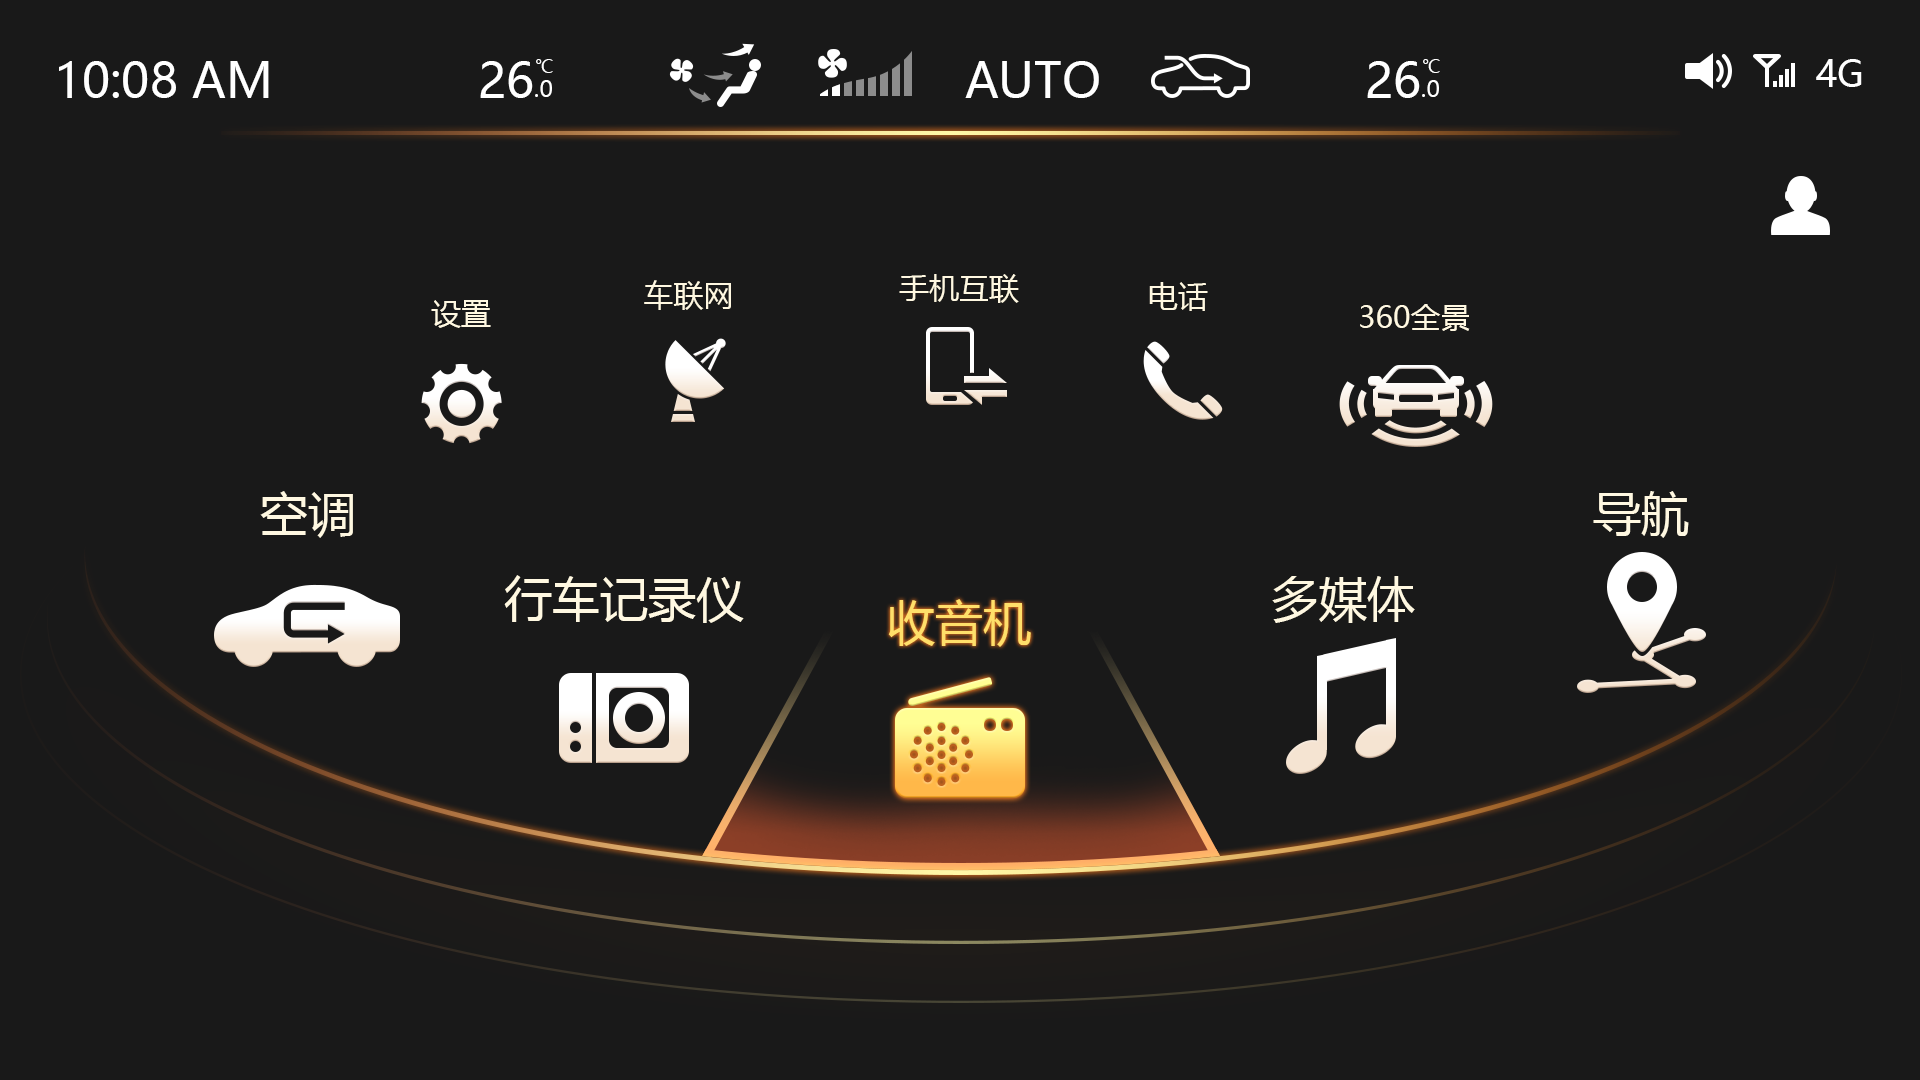 10:08 AM
26.0℃
AUTO
26.0℃
4G
设置
车联网
手机互联
电话
360全景
空调
行车记录仪
收音机
多媒体
导航